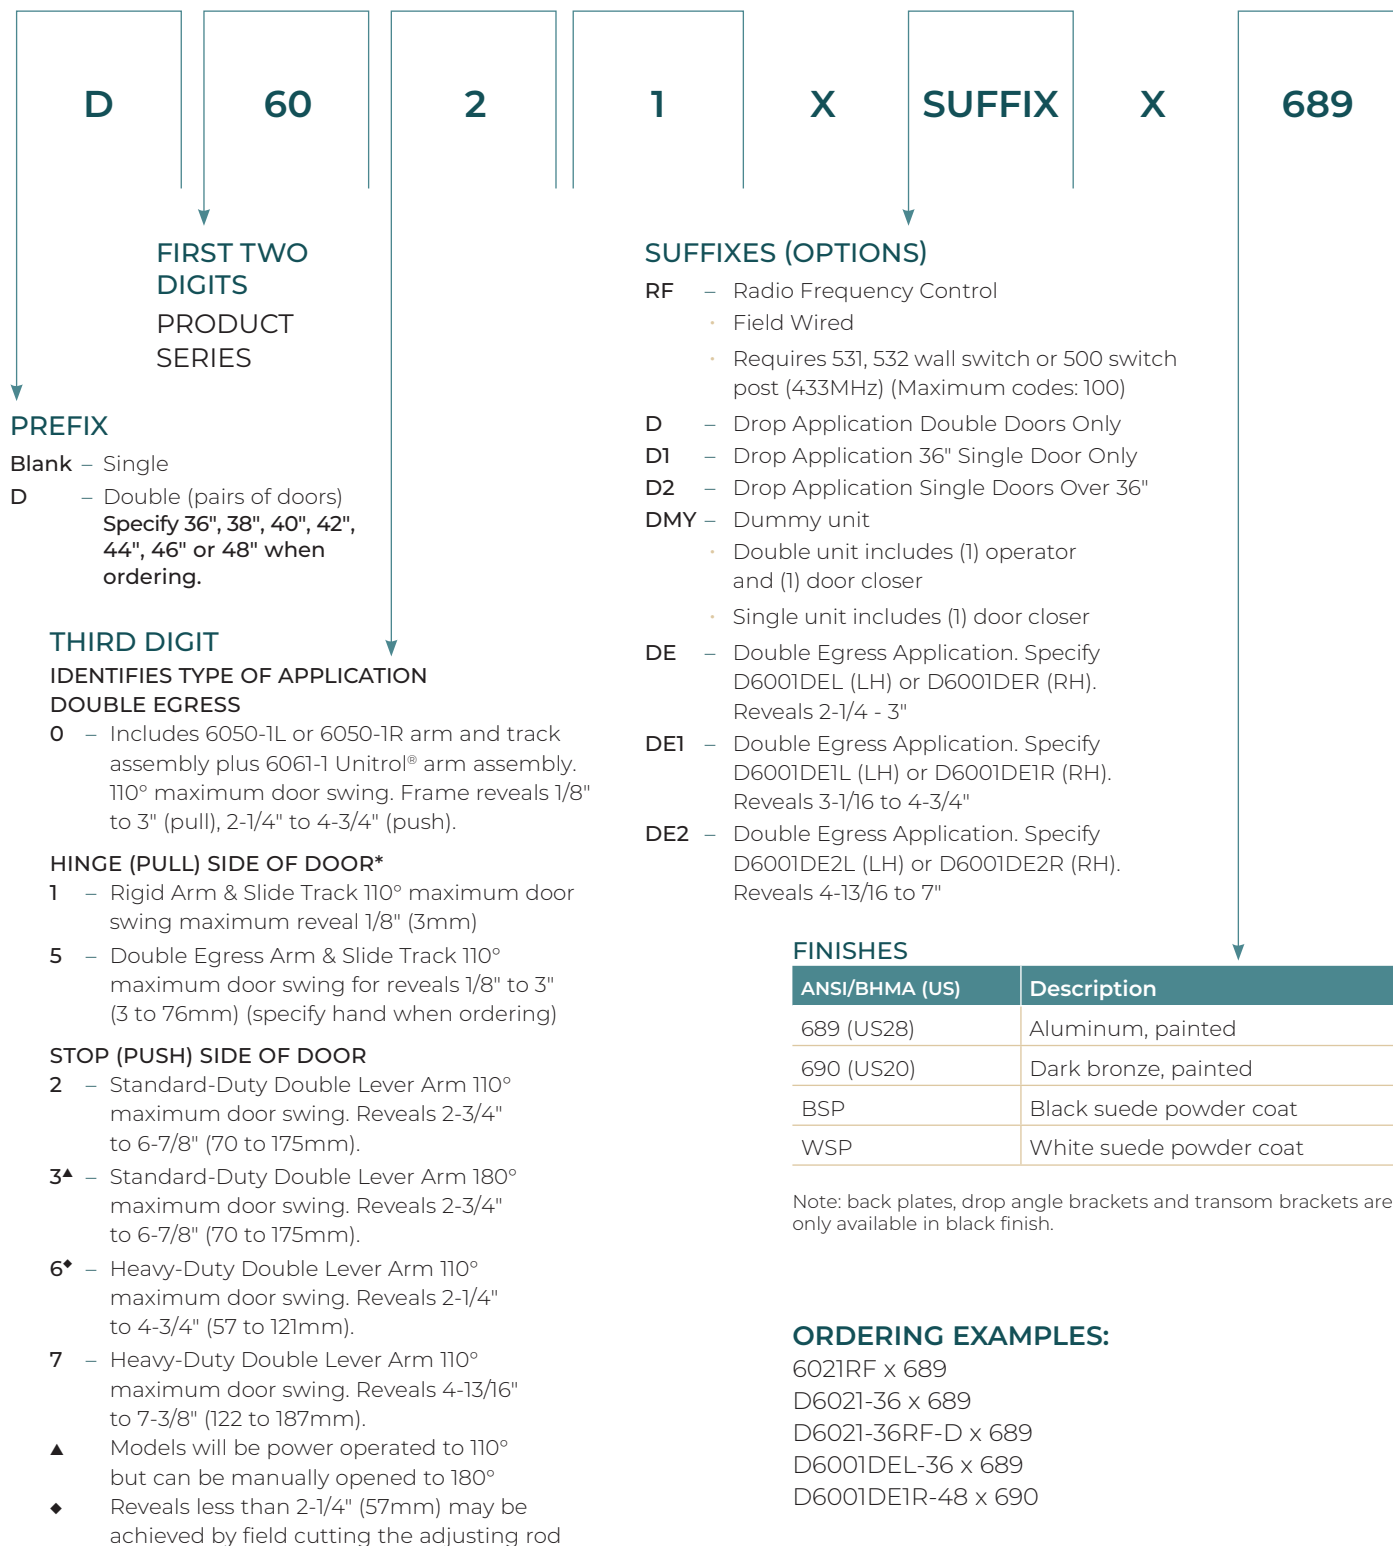 D 60 2 1 X SUFFIX X 689
FIRST TWO
DIGITS
PRODUCT
SERIES
PREFIX
Blank – Single
D – Double (pairs of doors)
Specify 36", 38", 40", 42",
44", 46" or 48" when
ordering.
THIRD DIGIT
IDENTIFIES TYPE OF APPLICATION
DOUBLE EGRESS
0 – Includes 6050-1L or 6050-1R arm and track
assembly plus 6061-1 Unitrol® arm assembly.
110° maximum door swing. Frame reveals 1/8"
to 3" (pull), 2-1/4" to 4-3/4" (push).
HINGE (PULL) SIDE OF DOOR*
1 – Rigid Arm & Slide Track 110° maximum door
swing maximum reveal 1/8" (3mm)
5 – Double Egress Arm & Slide Track 110°
maximum door swing for reveals 1/8" to 3"
(3 to 76mm) (specify hand when ordering)
STOP (PUSH) SIDE OF DOOR
2 – Standard-Duty Double Lever Arm 110°
maximum door swing. Reveals 2-3/4"
to 6-7/8" (70 to 175mm).
3▲ – Standard-Duty Double Lever Arm 180°
maximum door swing. Reveals 2-3/4"
to 6-7/8" (70 to 175mm).
6◆ – Heavy-Duty Double Lever Arm 110°
maximum door swing. Reveals 2-1/4"
to 4-3/4" (57 to 121mm).
7 – Heavy-Duty Double Lever Arm 110°
maximum door swing. Reveals 4-13/16"
to 7-3/8" (122 to 187mm).
▲ Models will be power operated to 110°
but can be manually opened to 180°
◆ Reveals less than 2-1/4" (57mm) may be
achieved by field cutting the adjusting rod
SUFFIXES (OPTIONS)
RF – Radio Frequency Control
• Field Wired
• Requires 531, 532 wall switch or 500 switch
post (433MHz) (Maximum codes: 100)
D – Drop Application Double Doors Only
D1 – Drop Application 36" Single Door Only
D2 – Drop Application Single Doors Over 36"
DMY – Dummy unit
• Double unit includes (1) operator
and (1) door closer
• Single unit includes (1) door closer
DE – Double Egress Application. Specify
D6001DEL (LH) or D6001DER (RH).
Reveals 2-1/4 - 3"
DE1 – Double Egress Application. Specify
D6001DE1L (LH) or D6001DE1R (RH).
Reveals 3-1/16 to 4-3/4"
DE2 – Double Egress Application. Specify
D6001DE2L (LH) or D6001DE2R (RH).
Reveals 4-13/16 to 7"
FINISHES
ANSI/BHMA (US) Description
689 (US28) Aluminum, painted
690 (US20) Dark bronze, painted
BSP Black suede powder coat
WSP White suede powder coat
Note: back plates, drop angle brackets and transom brackets are
only available in black finish.
ORDERING EXAMPLES:
6021RF x 689
D6021-36 x 689
D6021-36RF-D x 689
D6001DEL-36 x 689
D6001DE1R-48 x 690